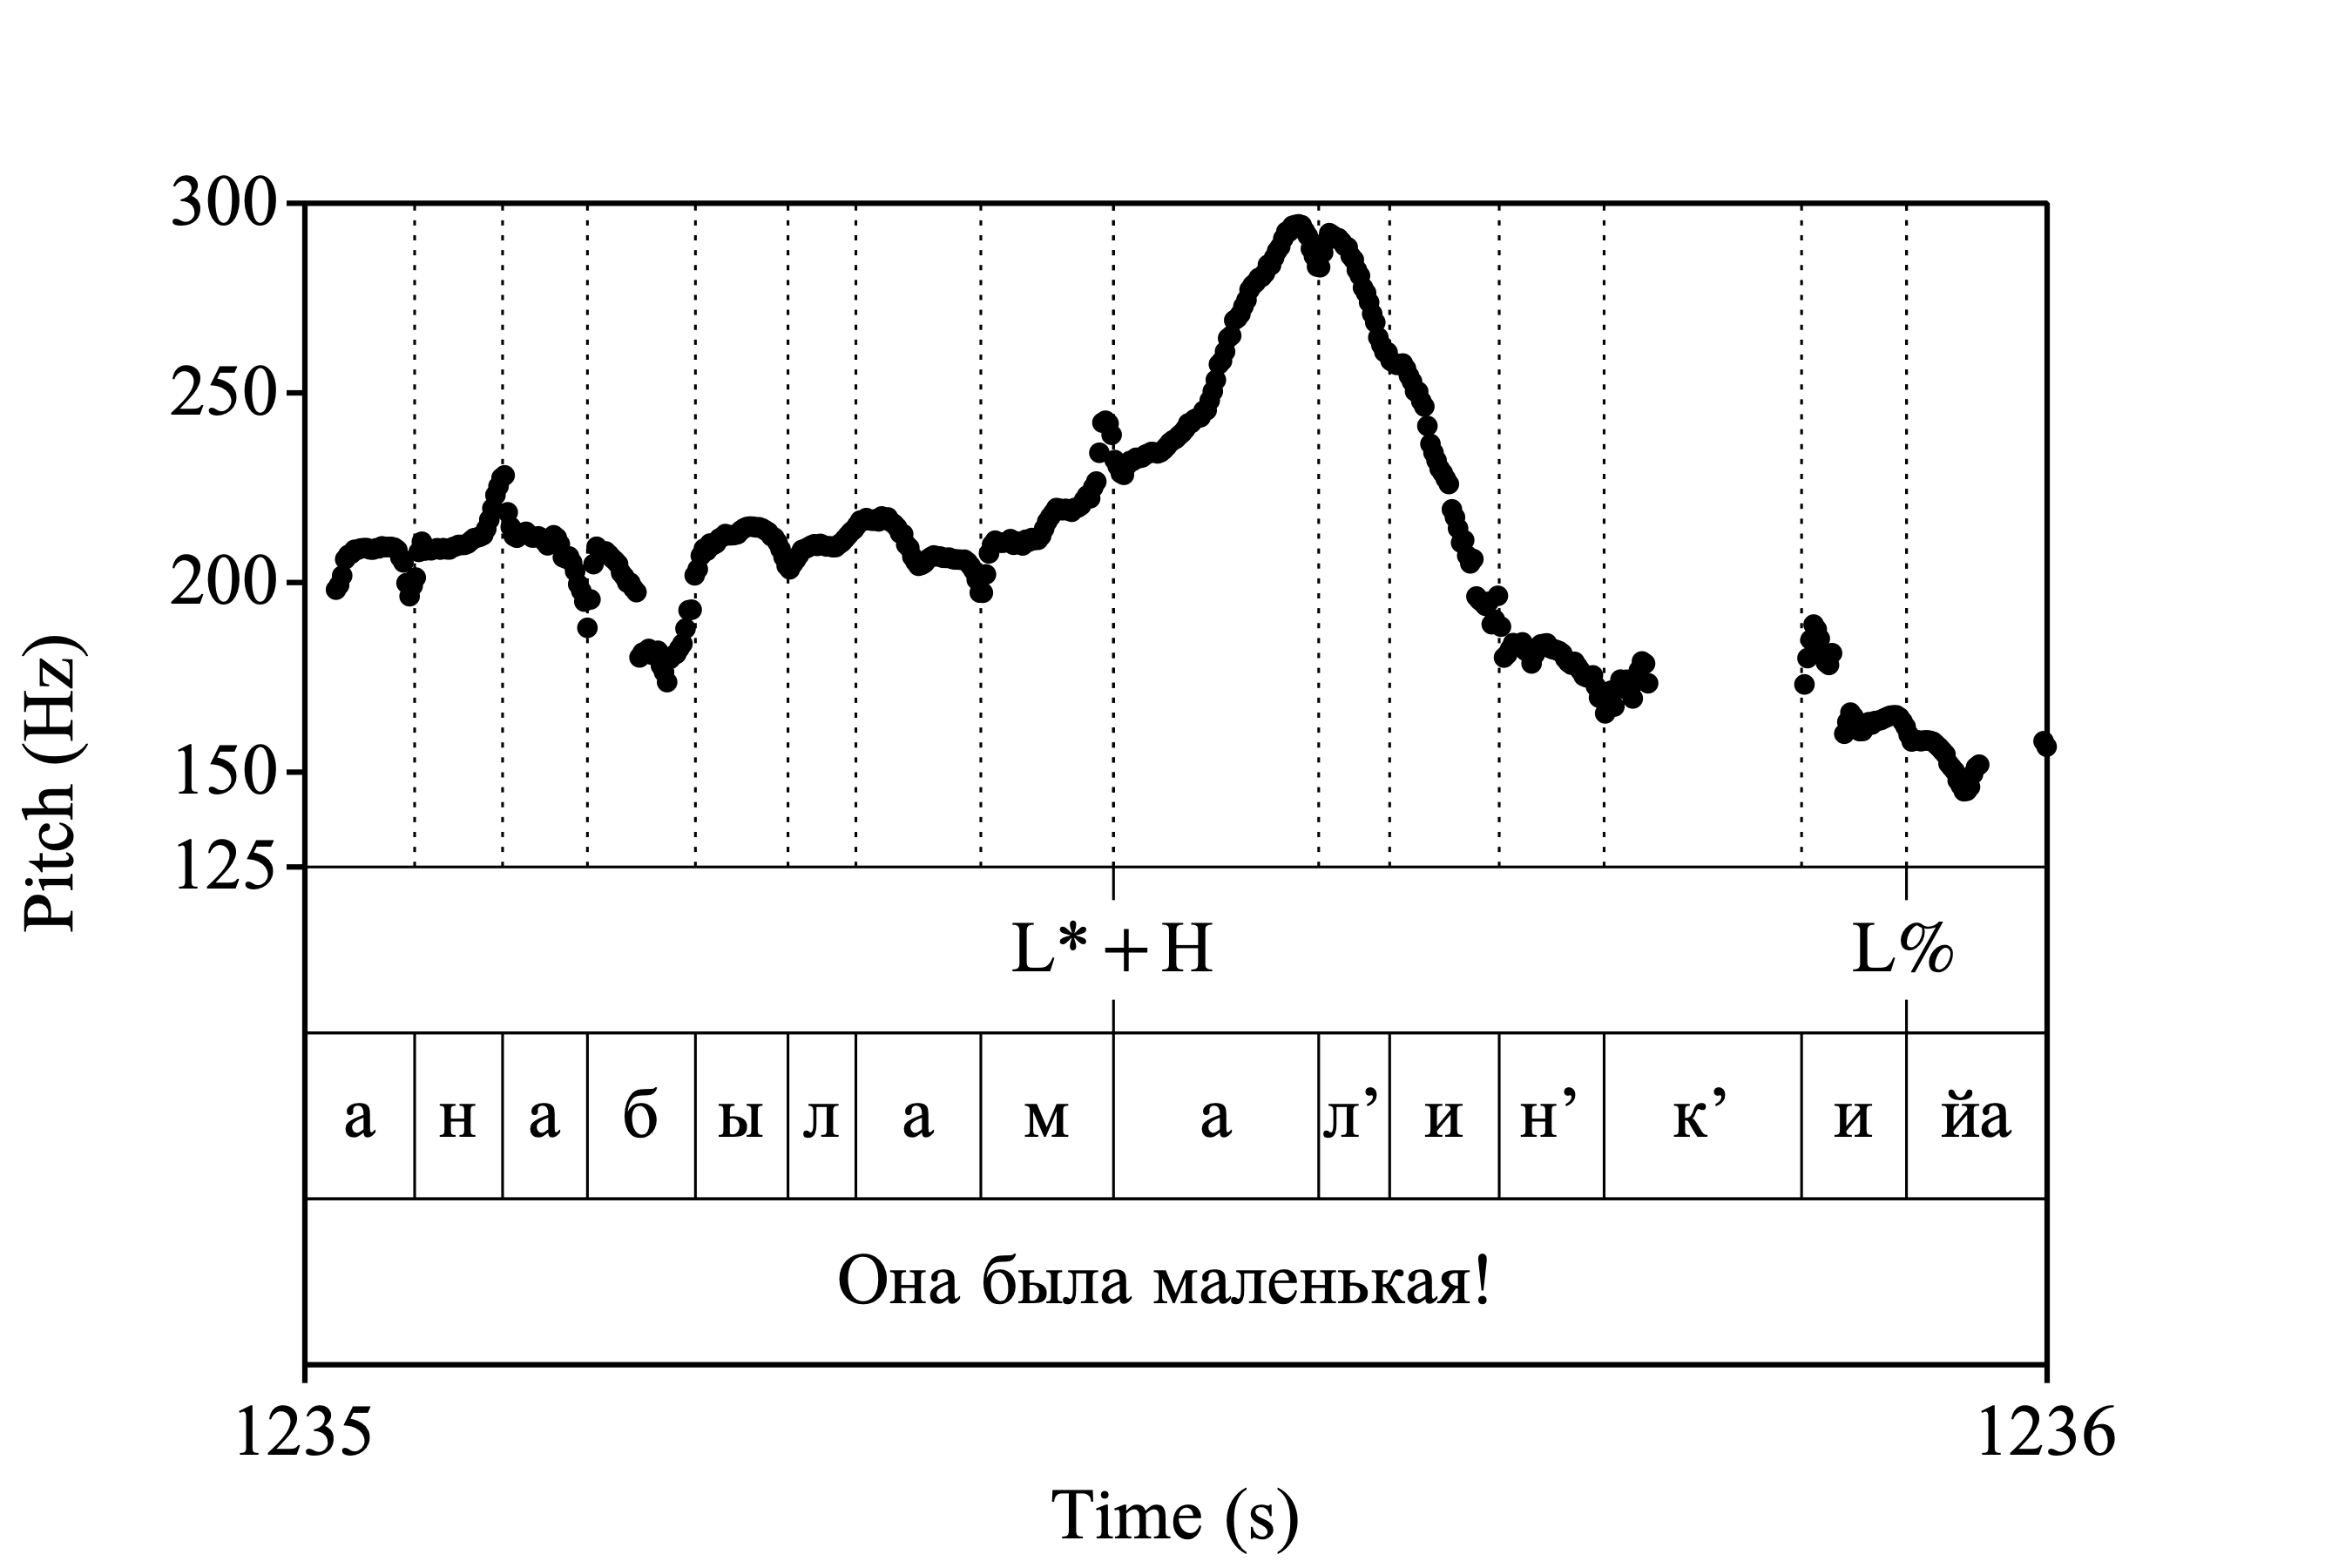 300
250
200
150
125
Pitch (Hz)
L*+H L%
а н а б ы л а м а л’ и н’ к’ и йа
Она была маленькая!
1235 1236
Time (s)